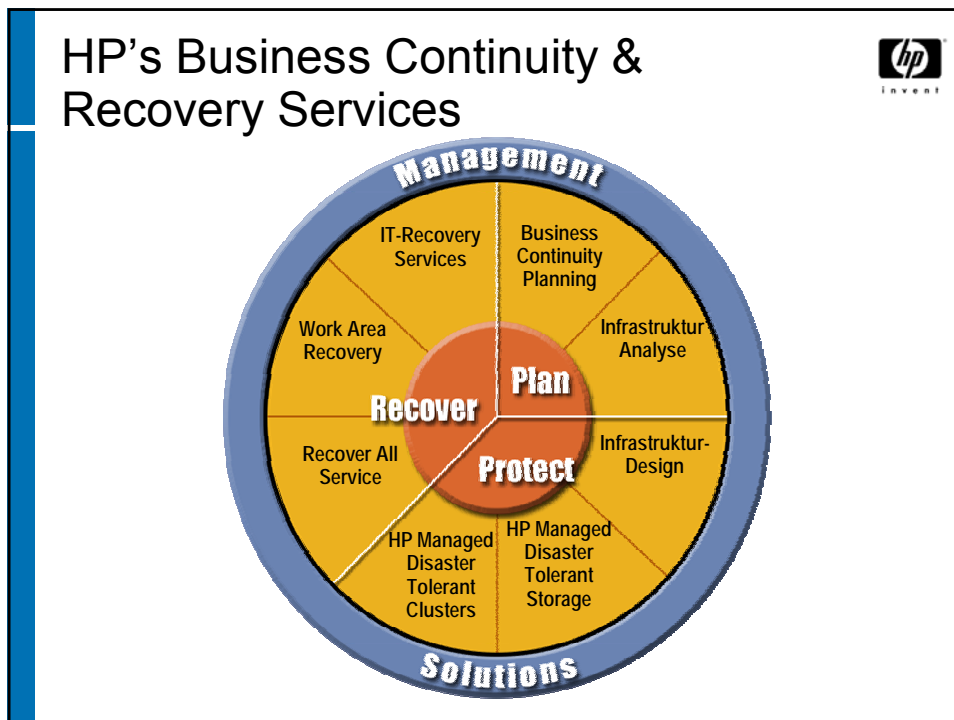 HP's Business Continuity &
Recovery Services
hp
invent
Management
IT-Recovery
Services
Business
Continuity
Planning
Work Area
Recovery
Infrastruktur
Analyse
Plan
Recover
Protect
Recover All
Service
Infrastruktur-
Design
HP Managed
Disaster
Tolerant
Clusters
HP Managed
Disaster
Tolerant
Storage
Solutions